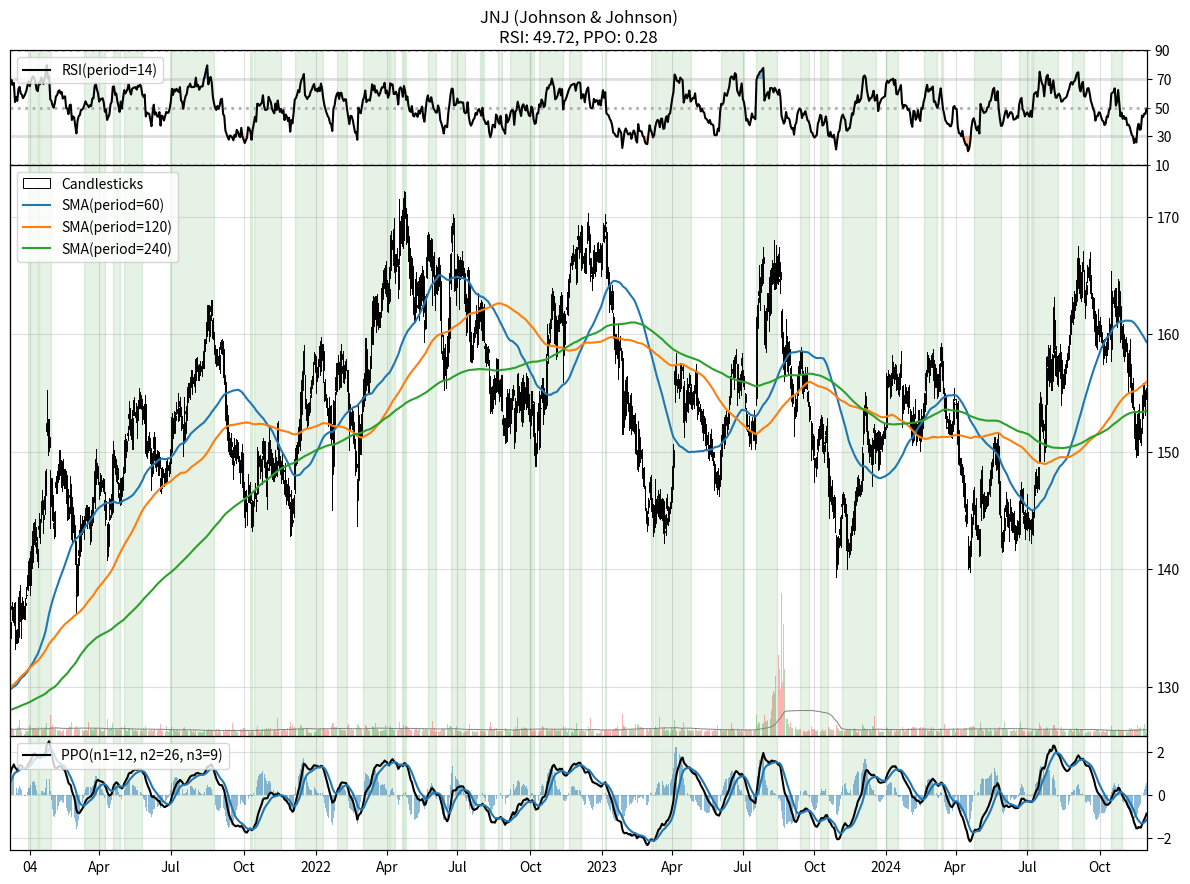 JNJ (Johnson & Johnson)
RSI: 49.72, PPO: 0.28
RSI(period=14)
90
70
50
30
10
Candlesticks
SMA(period=60)
SMA(period=120)
SMA(period=240)
170
160
150
140
130
PPO(n1=12, n2=26, n3=9)
2
0
−2
04 Apr Jul Oct 2022 Apr Jul Oct 2023 Apr Jul Oct 2024 Apr Jul Oct